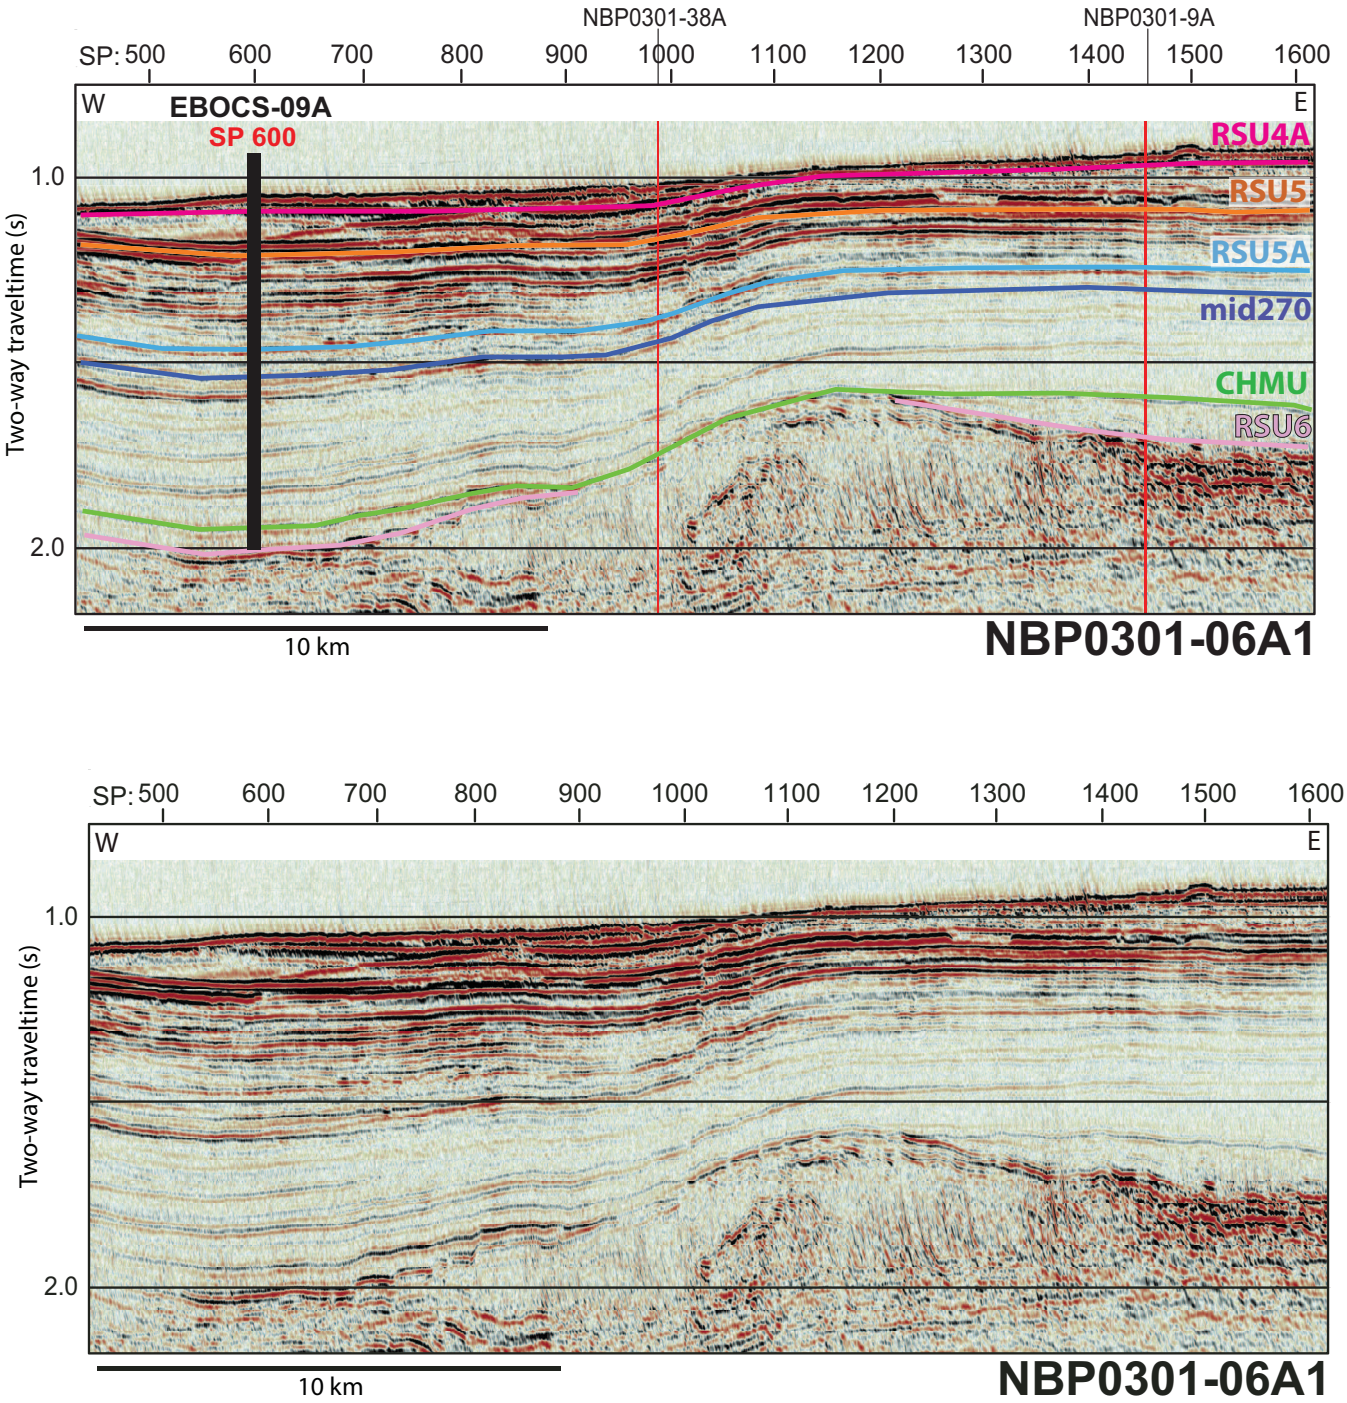 NBP0301-38A NBP0301-9A
SP: 500 600 700 800 900 1000 1100 1200 1300 1400 1500 1600
W EBOCS-09A E
SP 600
RSU4A
1.0
RSU5
RSU5A
mid270
CHMU
RSU6
2.0
Two-way traveltime (s)
10 km
NBP0301-06A1
SP: 500 600 700 800 900 1000 1100 1200 1300 1400 1500 1600
W E
1.0
2.0
Two-way traveltime (s)
10 km
NBP0301-06A1